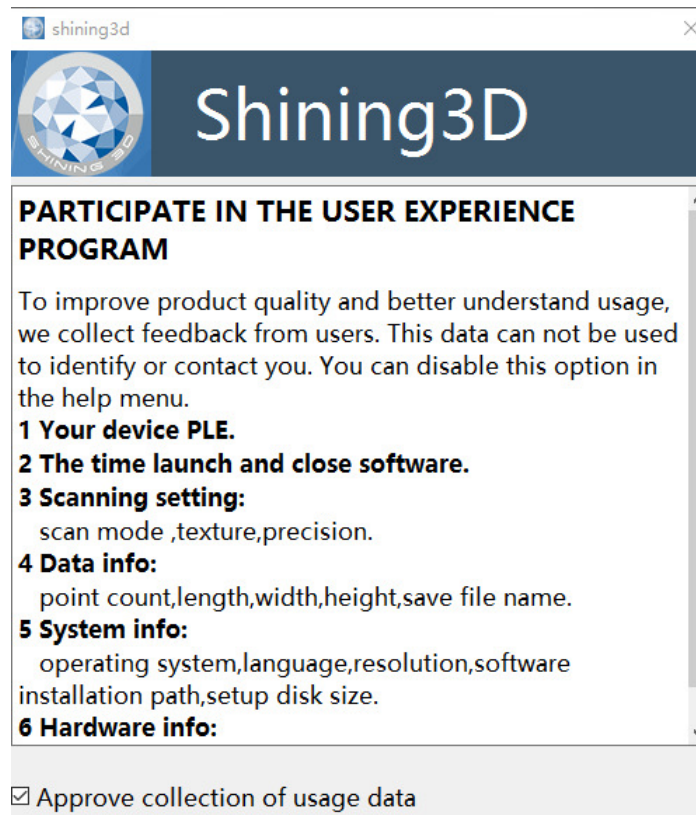 shining3d
SHINING 3D
Shining3D
PARTICIPATE IN THE USER EXPERIENCE
PROGRAM
To improve product quality and better understand usage,
we collect feedback from users. This data can not be used
to identify or contact you. You can disable this option in
the help menu.
1 Your device PLE.
2 The time launch and close software.
3 Scanning setting:
scan mode ,texture,precision.
4 Data info:
point count,length,width,height,save file name.
5 System info:
operating system,language,resolution,software
installation path,setup disk size.
6 Hardware info:
Approve collection of usage data